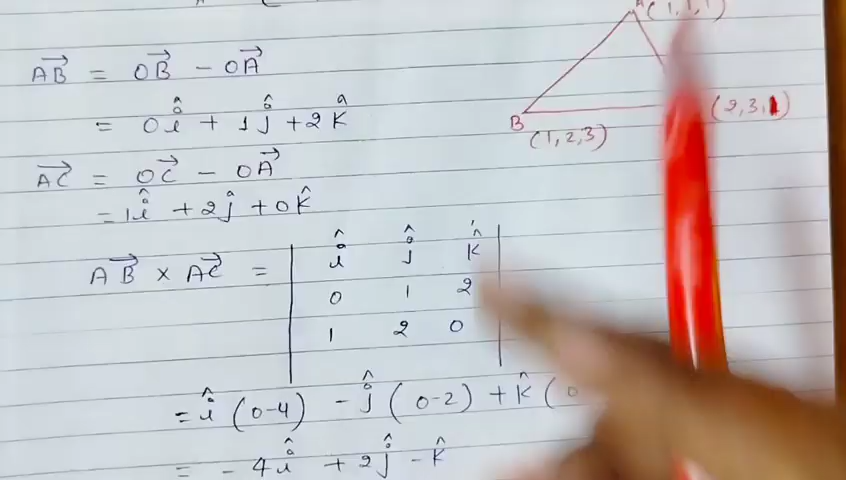 A(1,1,1)
AB→ = OB→ - OA→
= 0î + 1ĵ + 2k̂
B
(1,2,3)
(2,3,1)
AC→ = OC→ - OA→
= 1î + 2ĵ + 0k̂
AB→ × AC→ = | î ĵ k̂ |
0 1 2
1 2 0
= î (0-4) - ĵ (0-2) + k̂ (0
= - 4î + 2ĵ - k̂